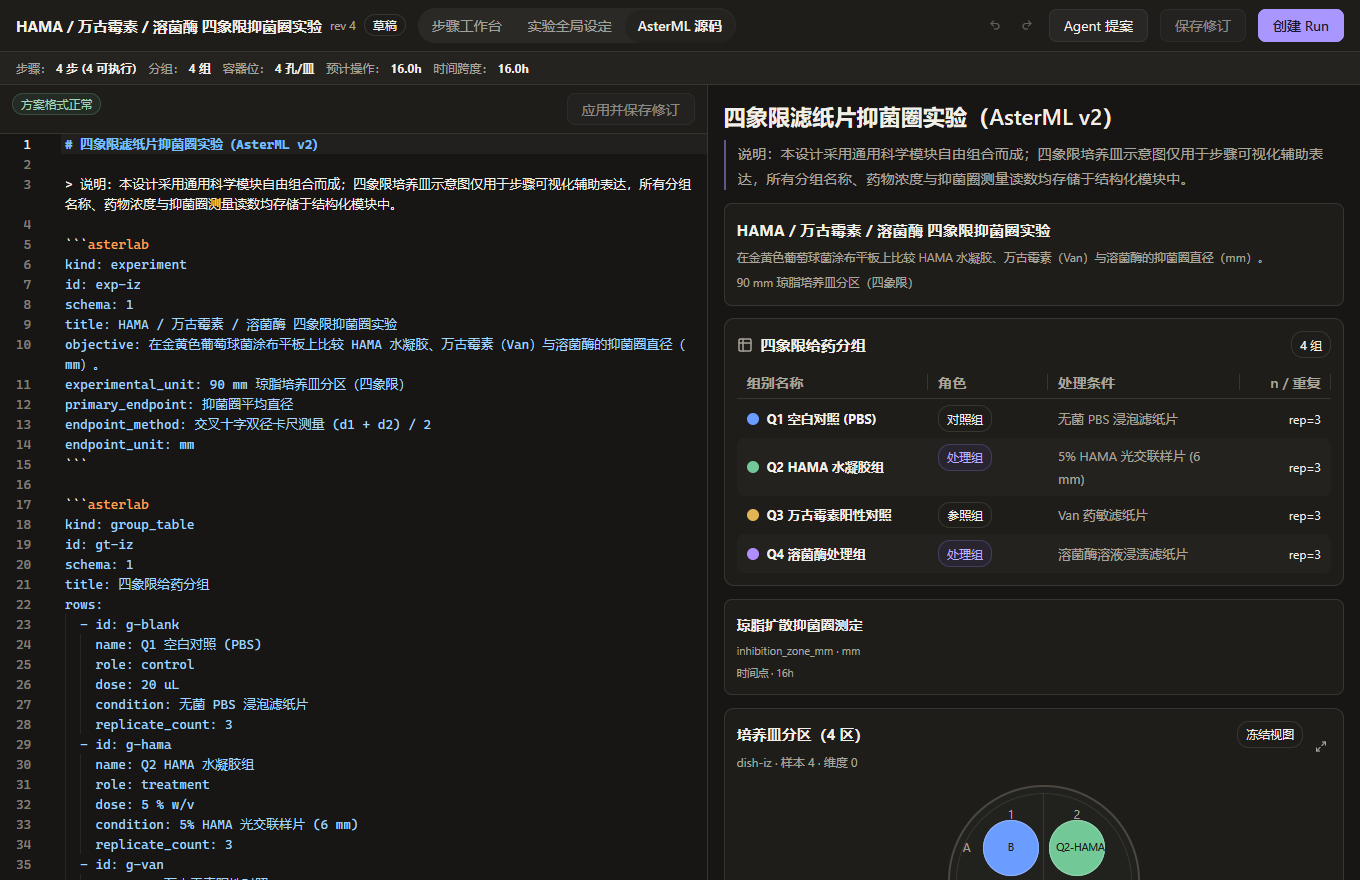 HAMA / 万古霉素 / 溶菌酶 四象限抑菌圈实验 rev 4 草稿 步骤工作台 实验全局设定 AsterML 源码 Agent 提案 保存修订 创建 Run
步骤: 4 步 (4 可执行) 分组: 4 组 容器位: 4 孔/皿 预计操作: 16.0h 时间跨度: 16.0h
方案格式正常 应用并保存修订
1 # 四象限滤纸片抑菌圈实验 (AsterML v2)
2
3 > 说明：本设计采用通用科学模块自由组合而成；四象限培养皿示意图仅用于步骤可视化辅助表达，所有分组
名称、药物浓度与抑菌圈测量读数均存储于结构化模块中。
4
5 ```asterlab
6 kind: experiment
7 id: exp-iz
8 schema: 1
9 title: HAMA / 万古霉素 / 溶菌酶 四象限抑菌圈实验
10 objective: 在金黄色葡萄球菌涂布平板上比较 HAMA 水凝胶、万古霉素 (Van) 与溶菌酶的抑菌圈直径 (
mm) 。
11 experimental_unit: 90 mm 琼脂培养皿分区 (四象限)
12 primary_endpoint: 抑菌圈平均直径
13 endpoint_method: 交叉十字双径卡尺测量 (d1 + d2) / 2
14 endpoint_unit: mm
15 ```
16
17 ```asterlab
18 kind: group_table
19 id: gt-iz
20 schema: 1
21 title: 四象限给药分组
22 rows:
23 - id: g-blank
24 name: Q1 空白对照 (PBS)
25 role: control
26 dose: 20 uL
27 condition: 无菌 PBS 浸泡滤纸片
28 replicate_count: 3
29 - id: g-hama
30 name: Q2 HAMA 水凝胶组
31 role: treatment
32 dose: 5 % w/v
33 condition: 5% HAMA 光交联样片 (6 mm)
34 replicate_count: 3
35 - id: g-van
四象限滤纸片抑菌圈实验（AsterML v2）
说明：本设计采用通用科学模块自由组合而成；四象限培养皿示意图仅用于步骤可视化辅助表
达，所有分组名称、药物浓度与抑菌圈测量读数均存储于结构化模块中。
HAMA / 万古霉素 / 溶菌酶 四象限抑菌圈实验
在金黄色葡萄球菌涂布平板上比较 HAMA 水凝胶、万古霉素（Van）与溶菌酶的抑菌圈直径（mm）。
90 mm 琼脂培养皿分区（四象限）
四象限给药分组 4 组
组别名称 角色 处理条件 n / 重复
Q1 空白对照 (PBS) 对照组 无菌 PBS 浸泡滤纸片 rep=3
Q2 HAMA 水凝胶组 处理组 5% HAMA 光交联样片 (6
mm) rep=3
Q3 万古霉素阳性对照 参照组 Van 药敏滤纸片 rep=3
Q4 溶菌酶处理组 处理组 溶菌酶溶液浸渍滤纸片 rep=3
琼脂扩散抑菌圈测定
inhibition_zone_mm · mm
时间点 · 16h
培养皿分区（4 区） 冻结视图
dish-iz · 样本 4 · 维度 0
1 2
A B Q2-HAMA